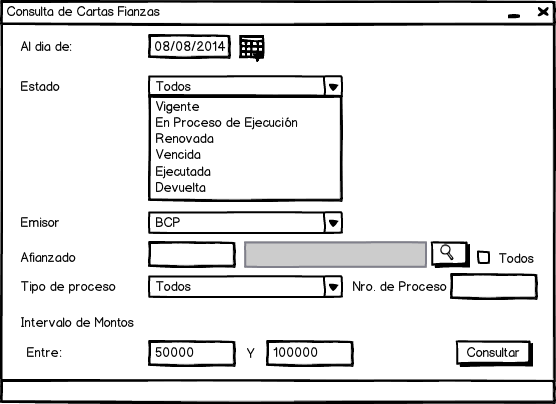 Consulta de Cartas Fianzas
Al dia de: 08/08/2014
Estado Todos
Vigente
En Proceso de Ejecución
Renovada
Vencida
Ejecutada
Devuelta
Emisor BCP
Afianzado Todos
Tipo de proceso Todos Nro. de Proceso
Intervalo de Montos
Entre: 50000 Y 100000 Consultar